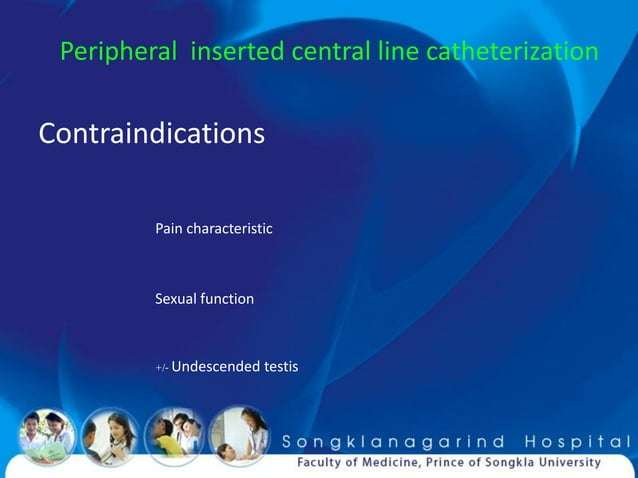 Peripheral inserted central line catheterization
Contraindications
Pain characteristic
Sexual function
+/- Undescended testis
Songklanagarind Hospital
Faculty of Medicine, Prince of Songkla University